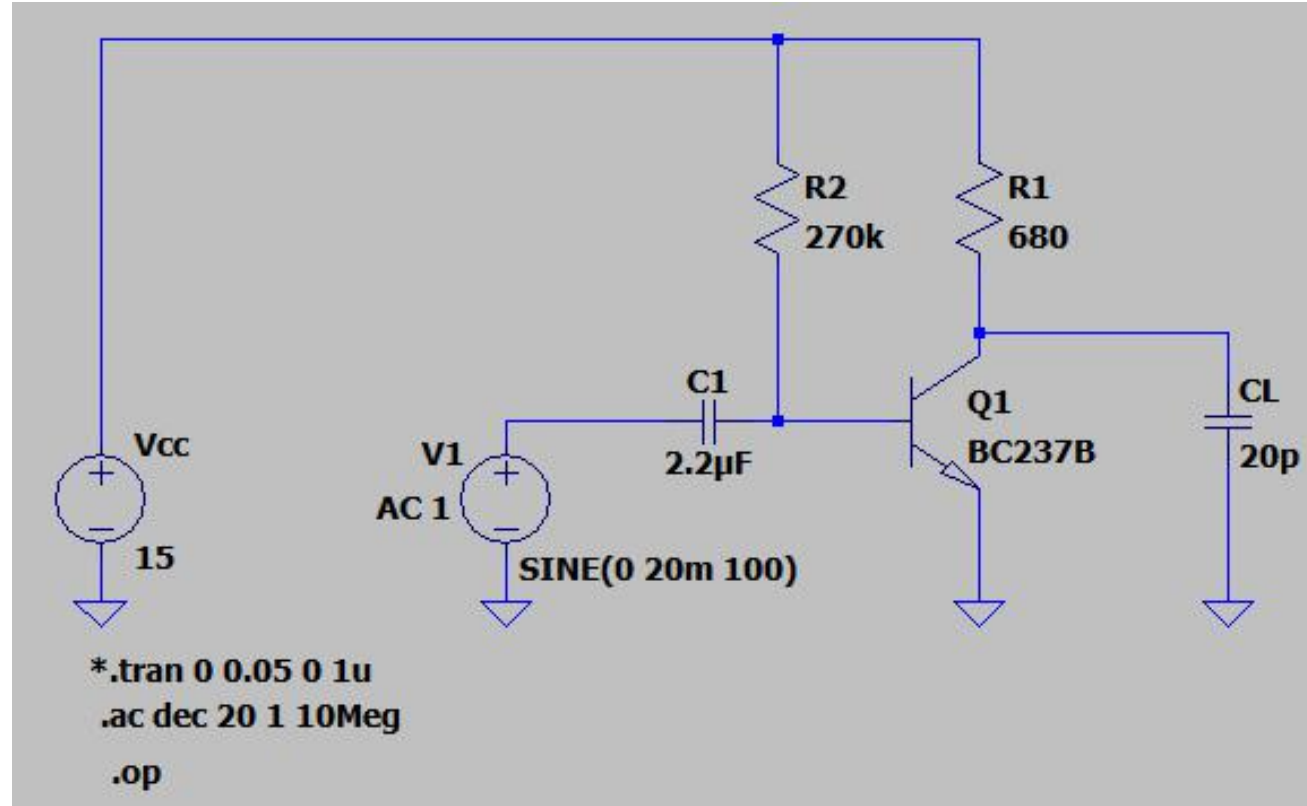 R2
270k
R1
680
C1
2.2µF
Q1
BC237B
CL
20p
Vcc
15
V1
AC 1
SINE(0 20m 100)
*.tran 0 0.05 0 1u
.ac dec 20 1 10Meg
.op